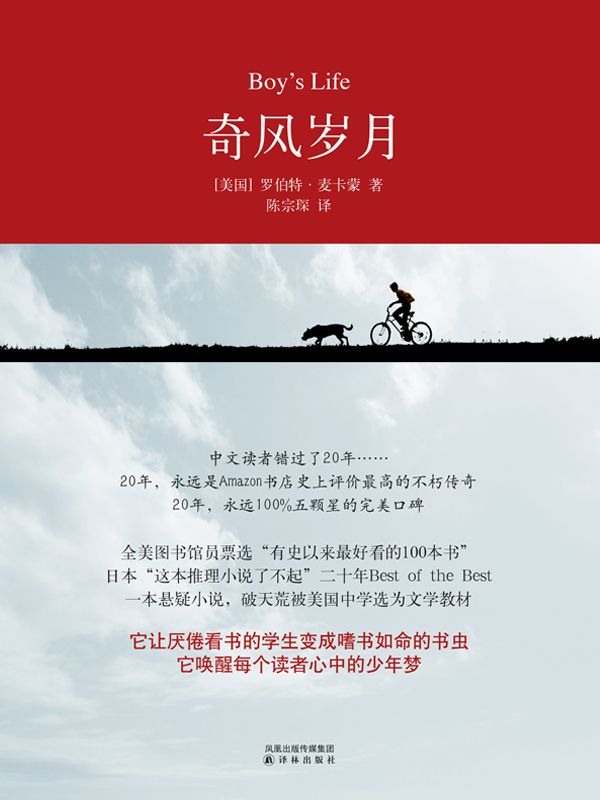 Boy's Life
奇风岁月
[美国] 罗伯特·麦卡蒙 著
陈宗琛 译
中文读者错过了20年……
20年，永远是Amazon书店史上评价最高的不朽传奇
20年，永远100%五颗星的完美口碑
全美图书馆员票选“有史以来最好看的100本书”
日本“这本推理小说了不起”二十年Best of the Best
一本悬疑小说，破天荒被美国中学选为文学教材
它让厌倦看书的学生变成嗜书如命的书虫
它唤醒每个读者心中的少年梦
凤凰出版传媒集团
译林出版社